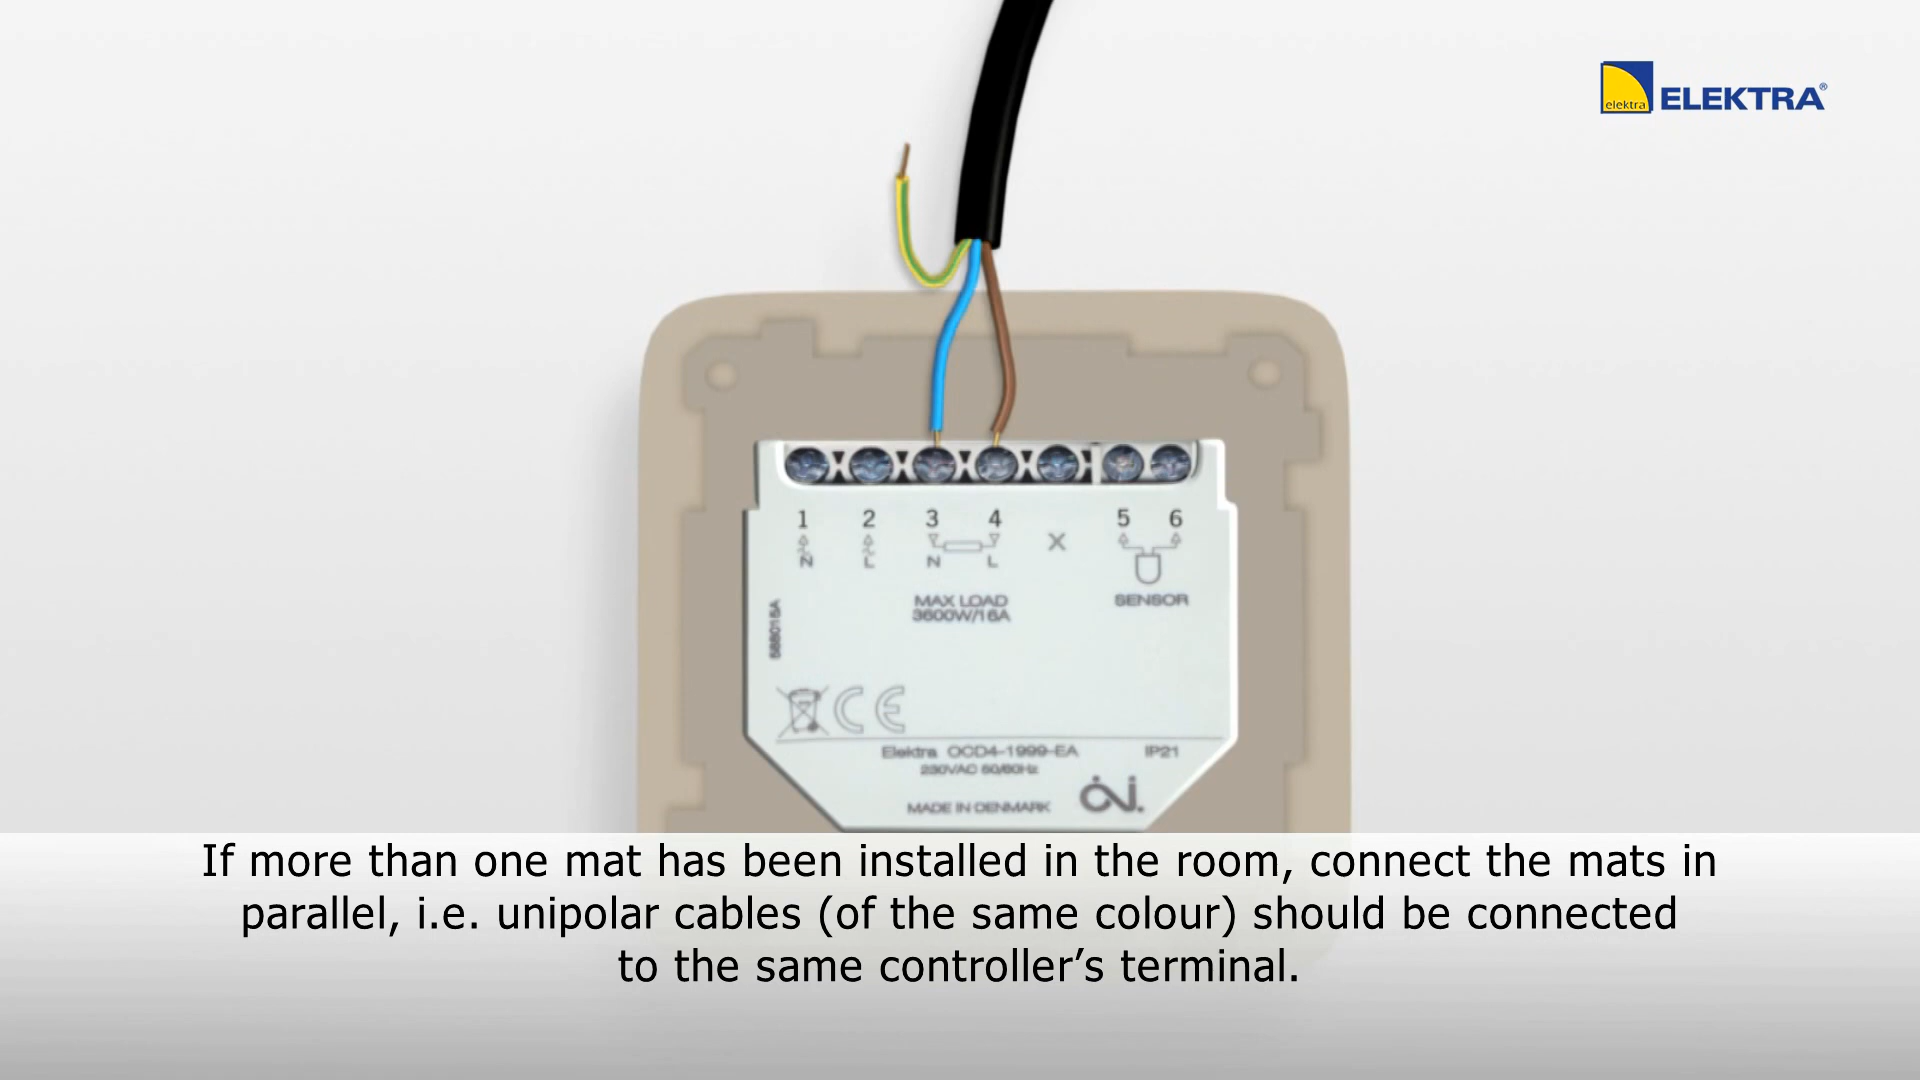 elektra ELEKTRA®
1 2 3 4 X 5 6
N L N L
MAX LOAD
3600W/16A
SENSOR
588015A
CE
Elektra OCD4-1999-EA IP21
230VAC 50/60Hz
MADE IN DENMARK OJ.
If more than one mat has been installed in the room, connect the mats in
parallel, i.e. unipolar cables (of the same colour) should be connected
to the same controller’s terminal.